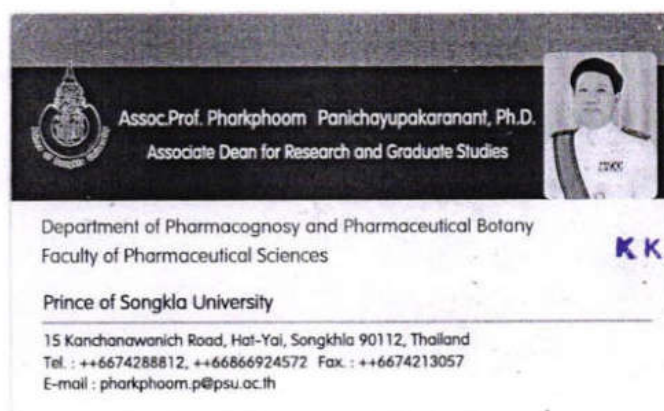 Assoc.Prof. Pharkphoom Panichayupakaranant, Ph.D.
Associate Dean for Research and Graduate Studies
Department of Pharmacognosy and Pharmaceutical Botany
Faculty of Pharmaceutical Sciences
K K
Prince of Songkla University
15 Kanchanawanich Road, Hat-Yai, Songkhla 90112, Thailand
Tel. : ++6674288812, ++66866924572 Fax. : ++6674213057
E-mail : pharkphoom.p@psu.ac.th